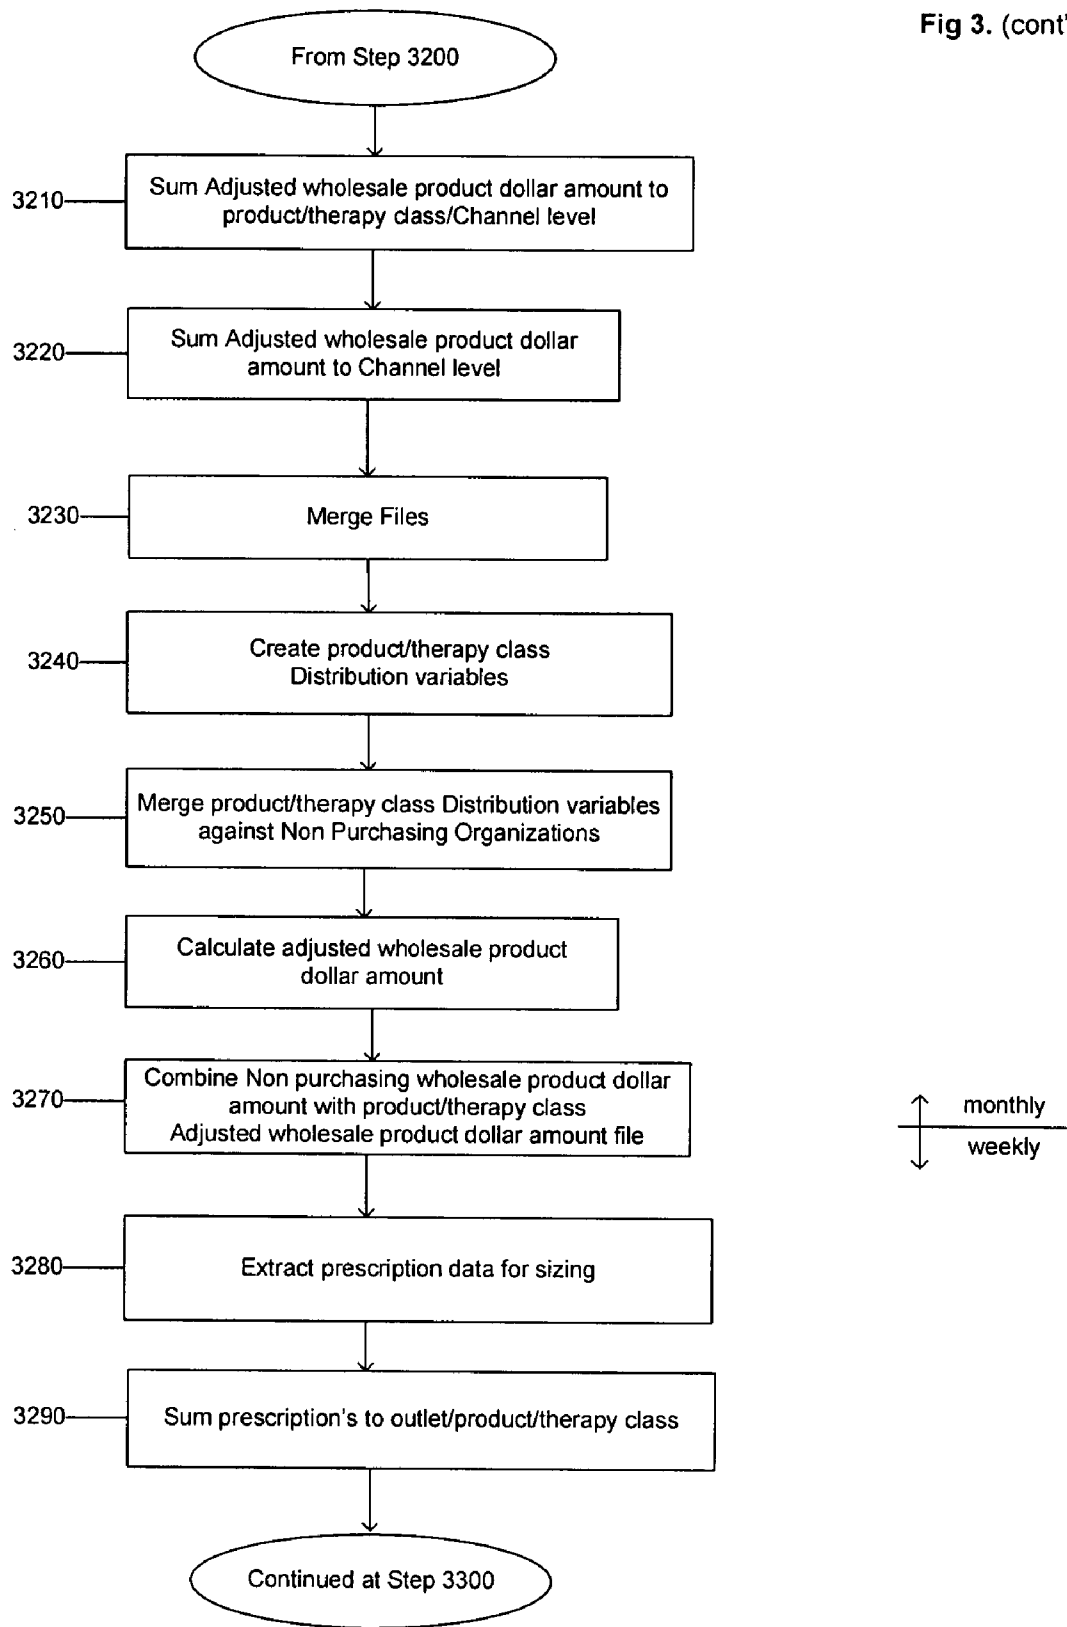 Fig 3. (cont'
From Step 3200
3210
Sum Adjusted wholesale product dollar amount to
product/therapy class/Channel level
3220
Sum Adjusted wholesale product dollar
amount to Channel level
3230
Merge Files
3240
Create product/therapy class
Distribution variables
3250
Merge product/therapy class Distribution variables
against Non Purchasing Organizations
3260
Calculate adjusted wholesale product
dollar amount
3270
Combine Non purchasing wholesale product dollar
amount with product/therapy class
Adjusted wholesale product dollar amount file
monthly
weekly
3280
Extract prescription data for sizing
3290
Sum prescription's to outlet/product/therapy class
Continued at Step 3300